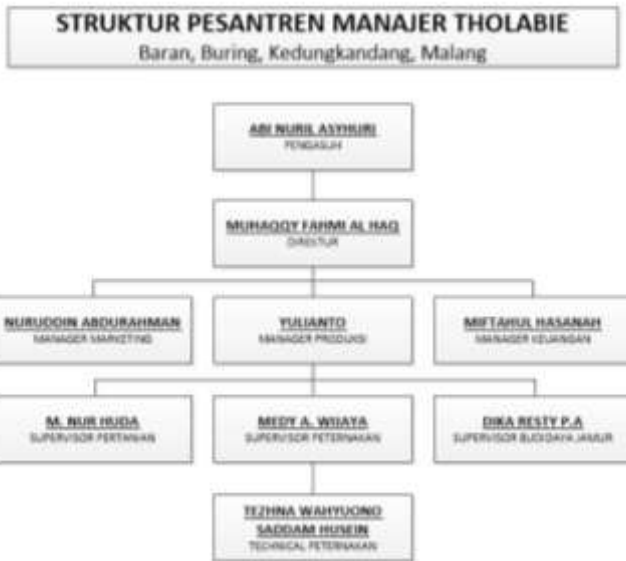 STRUKTUR PESANTREN MANAJER THOLABIE
Baran, Buring, Kedungkandang, Malang
ABI NURIL ASYHURI
PENGASUH
MUHAQQY FAHMI AL HAQ
DIREKTUR
NURUDDIN ABDURAHMAN
MANAGER MARKETING
YULIANTO
MANAGER PRODUKSI
MIFTAHUL HASANAH
MANAGER KEUANGAN
M. NUR HUDA
SUPERVISOR PERTANIAN
MEDY A. WIJAYA
SUPERVISOR PETERNAKAN
DIKA RESTY P.A
SUPERVISOR BUDIDAYA JAMUR
TEZHNA WAHYUONO
SADDAM HUSEIN
TECHNICAL PETERNAKAN